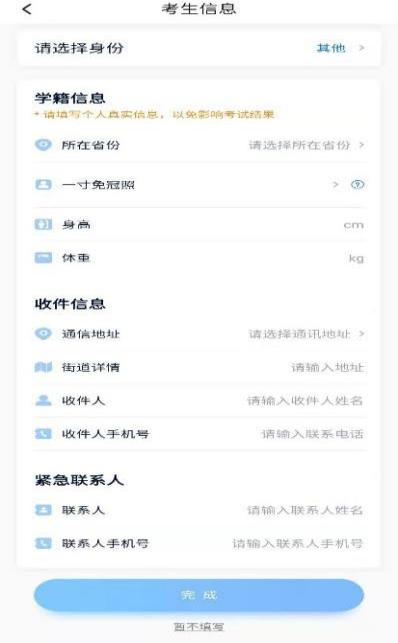 考生信息
请选择身份 其他
学籍信息
* 请填写个人真实信息，以免影响考试结果
所在省份 请选择所在省份
一寸免冠照
身高 cm
体重 kg
收件信息
通信地址 请选择通讯地址
街道详情 请输入地址
收件人 请输入收件人姓名
收件人手机号 请输入联系电话
紧急联系人
联系人 请输入联系人姓名
联系人手机号 请输入联系人手机号
完成
暂不填写